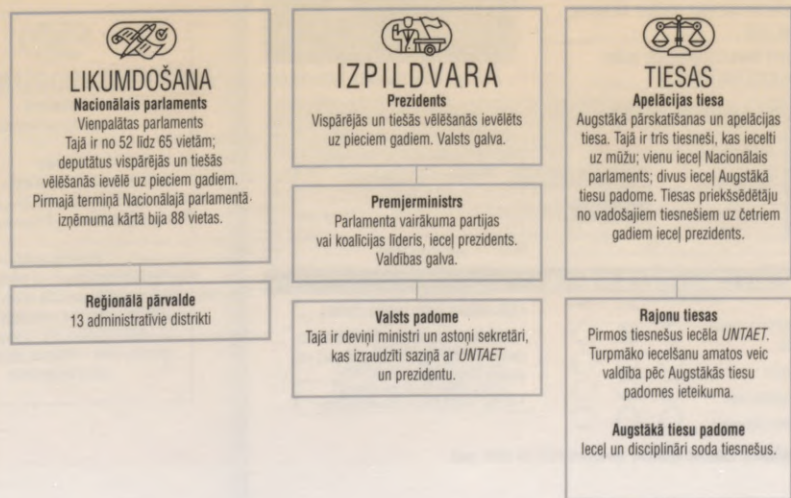 LIKUMDOŠANA
Nacionālais parlaments
Vienpalātas parlaments
Tajā ir no 52 līdz 65 vietām;
deputātus vispārējās un tiešās
vēlēšanās ievēlē uz pieciem gadiem.
Pirmajā termiņā Nacionālajā parlamentā
izņēmuma kārtā bija 88 vietas.
Reģionālā pārvalde
13 administratīvie distrikti
IZPILDVARA
Prezidents
Vispārējās un tiešās vēlēšanās ievēlēts
uz pieciem gadiem. Valsts galva.
Premjerministrs
Parlamenta vairākuma partijas
vai koalīcijas līderis, ieceļ prezidents.
Valdības galva.
Valsts padome
Tajā ir deviņi ministri un astoņi sekretāri,
kas izraudzīti saziņā ar UNTAET
un prezidentu.
TIESAS
Apelācijas tiesa
Augstākā pārskatīšanas un apelācijas
tiesa. Tajā ir trīs tiesneši, kas iecelti
uz mūžu; vienu ieceļ Nacionālais
parlaments; divus ieceļ Augstākā
tiesu padome. Tiesas priekšsēdētāju
no vadošajiem tiesnešiem uz četriem
gadiem ieceļ prezidents.
Rajonu tiesas
Pirmos tiesnešus iecēla UNTAET.
Turpmāko iecelšanu amatos veic
valdība pēc Augstākās tiesu
padomes ieteikuma.
Augstākā tiesu padome
Ieceļ un disciplināri soda tiesnešus.